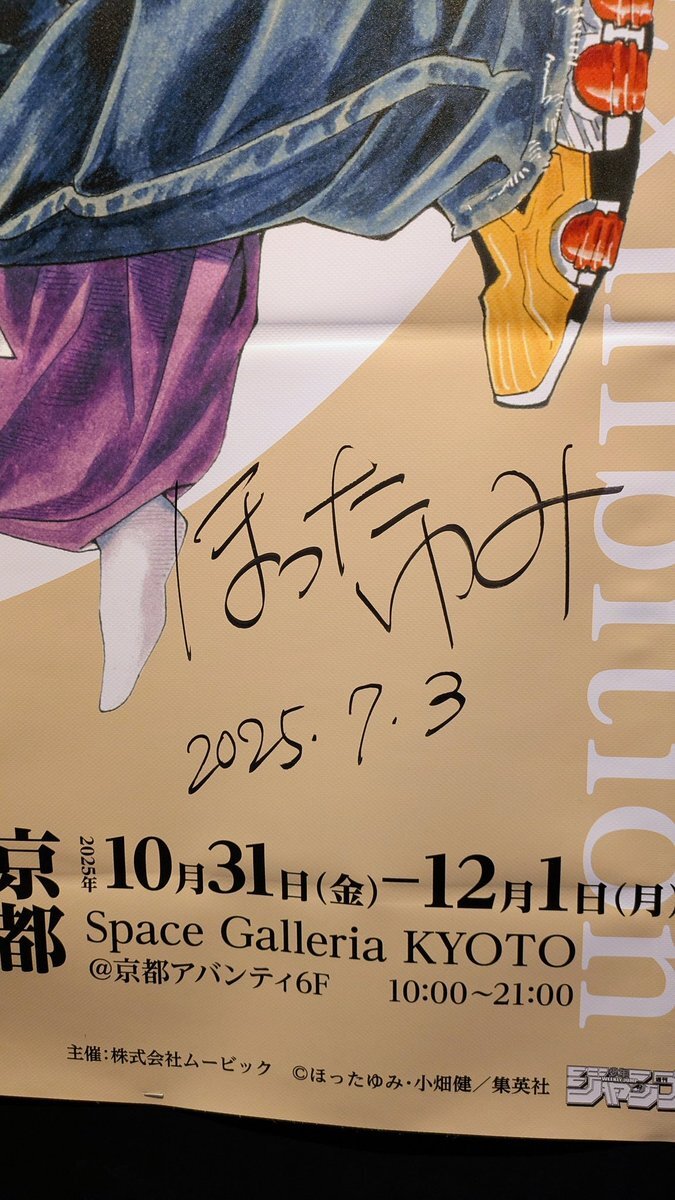 ほったゆみ
2025.7.3
京都
2025年
10月31日(金)ー12月1日(月)
Space Galleria KYOTO
@京都アバンティ6F 10:00～21:00
主催:株式会社ムービック ©ほったゆみ・小畑健／集英社